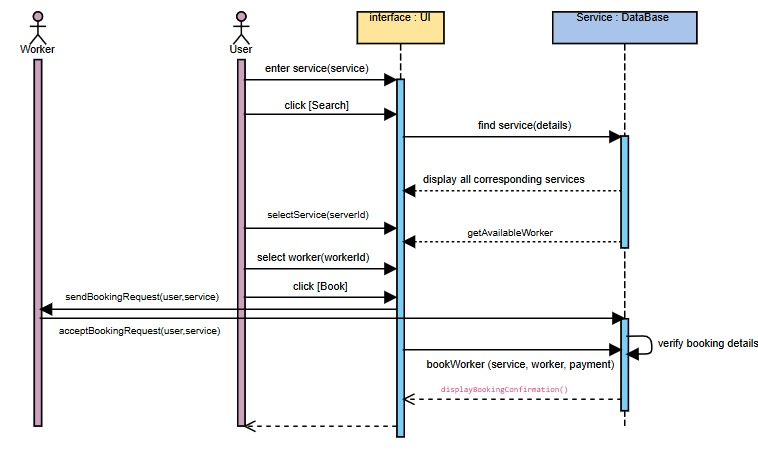 interface : UI
Service : DataBase
Worker
User
enter service(service)
click [Search]
find service(details)
display all corresponding services
selectService(serverId)
getAvailableWorker
select worker(workerId)
click [Book]
sendBookingRequest(user,service)
acceptBookingRequest(user,service)
verify booking details
bookWorker (service, worker, payment)
displayBookingConfirmation()